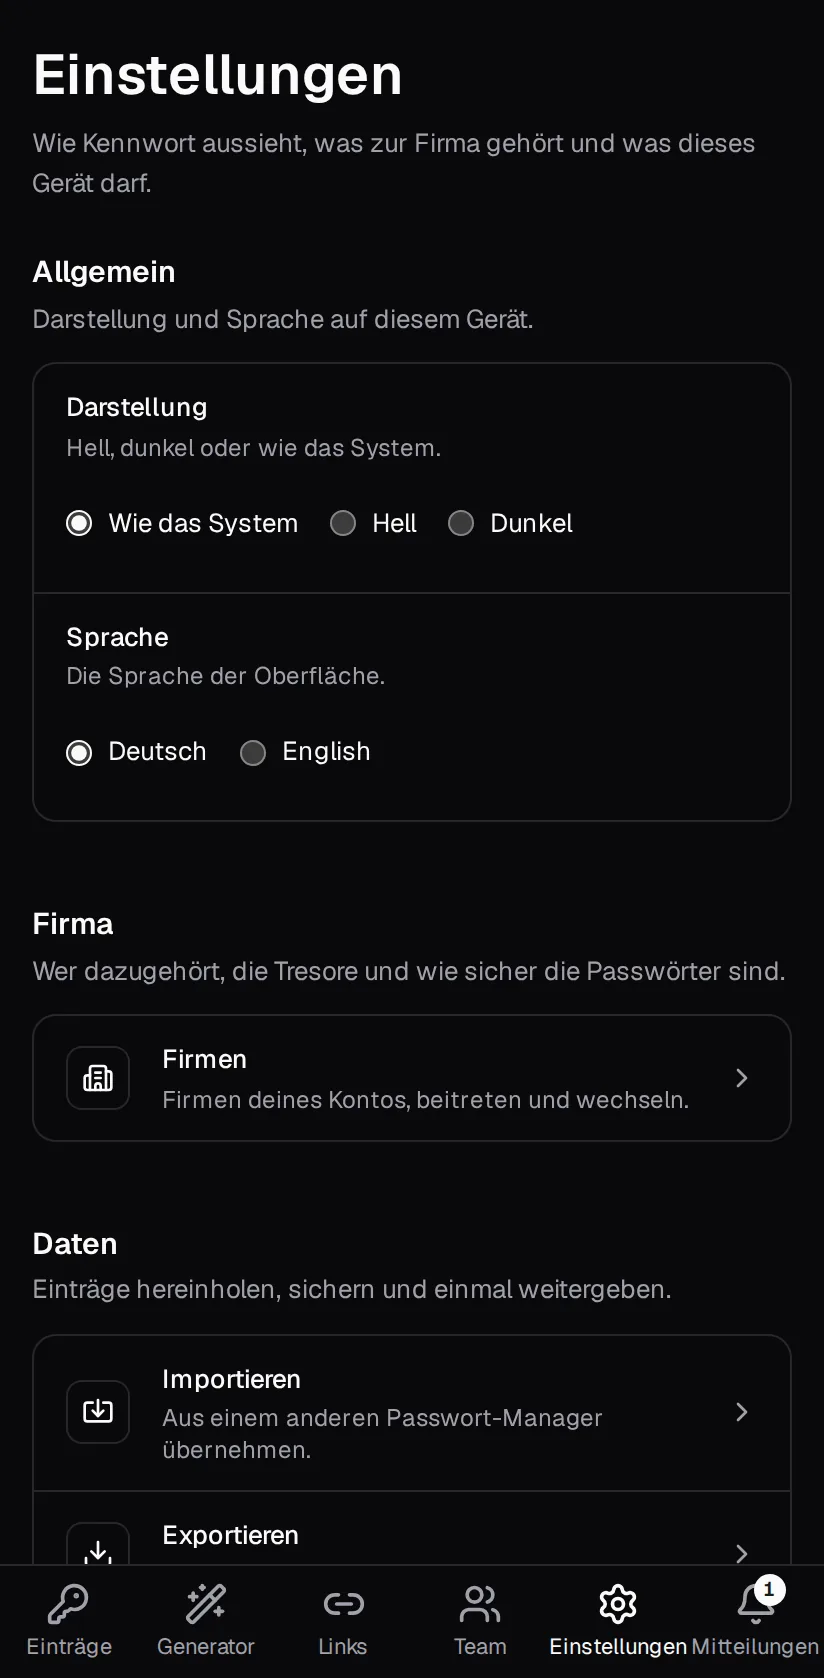 Einstellungen
Wie Kennwort aussieht, was zur Firma gehört und was dieses
Gerät darf.
Allgemein
Darstellung und Sprache auf diesem Gerät.
Darstellung
Hell, dunkel oder wie das System.
Wie das System Hell Dunkel
Sprache
Die Sprache der Oberfläche.
Deutsch English
Firma
Wer dazugehört, die Tresore und wie sicher die Passwörter sind.
Firmen
Firmen deines Kontos, beitreten und wechseln.
Daten
Einträge hereinholen, sichern und einmal weitergeben.
Importieren
Aus einem anderen Passwort-Manager
übernehmen.
Exportieren
1
Einträge Generator Links Team Einstellungen Mitteilungen